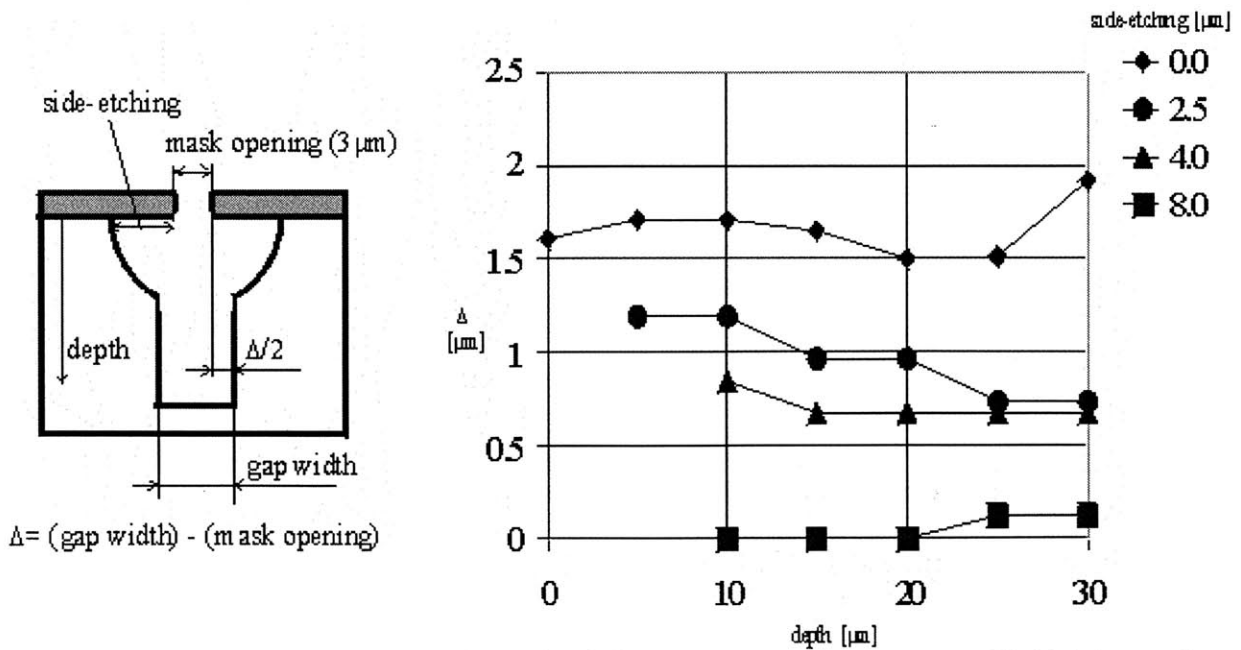 side-etching
mask opening (3 μm)
depth
Δ/2
gap width
Δ= (gap width) - (mask opening)
side-etching [μm]
0.0
2.5
4.0
8.0
2.5
2
1.5
Δ
[μm]
1
0.5
0
0
10
20
30
depth [μm]